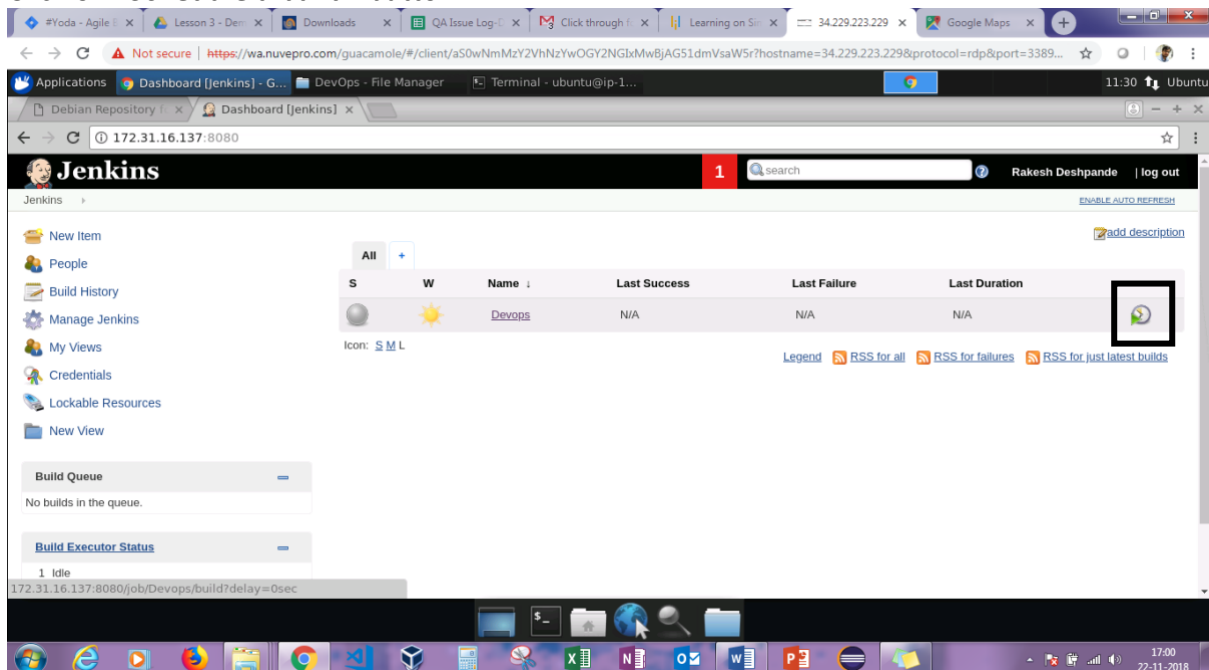 #Yoda - Agile E
Lesson 3 - Dem
Downloads
QA Issue Log-
Click through f
Learning on Sin
34.229.223.229
Google Maps
Not secure | https://wa.nuvepro.com/guacamole/#/client/aS0wNmMzY2VhNzYwOGY2NGIxMwBjAG51dmVsaW5r?hostname=34.229.223.229&protocol=rdp&port=3389...
Applications
Dashboard [Jenkins] - G...
DevOps - File Manager
Terminal - ubuntu@ip-1...
11:30
Ubuntu
Debian Repository f
Dashboard [Jenkins]
172.31.16.137:8080
Jenkins
1
search
Rakesh Deshpande
| log out
Jenkins
ENABLE AUTO REFRESH
New Item
People
Build History
Manage Jenkins
My Views
Credentials
Lockable Resources
New View
add description
All +
S W Name ↓ Last Success Last Failure Last Duration
Devops N/A N/A N/A
Icon: S M L
Legend RSS for all RSS for failures RSS for just latest builds
Build Queue
No builds in the queue.
Build Executor Status
1 Idle
172.31.16.137:8080/job/Devops/build?delay=0sec
17:00
22-11-2018